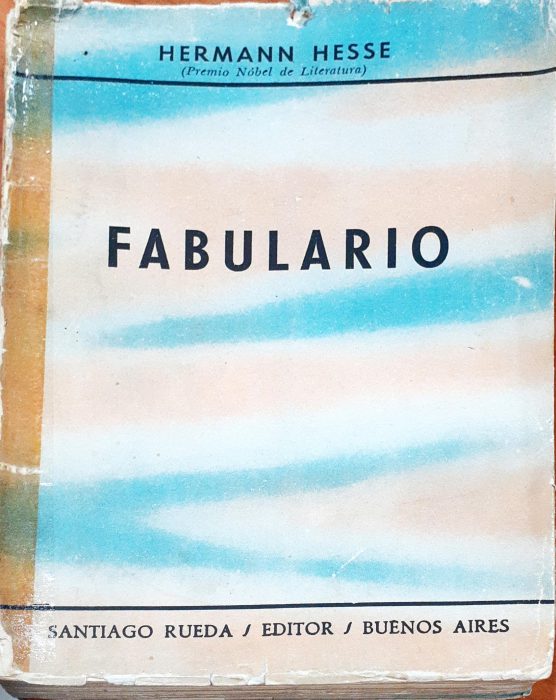 HERMANN HESSE
(Premio Nóbel de Literatura)
FABULARIO
SANTIAGO RUEDA / EDITOR / BUENOS AIRES